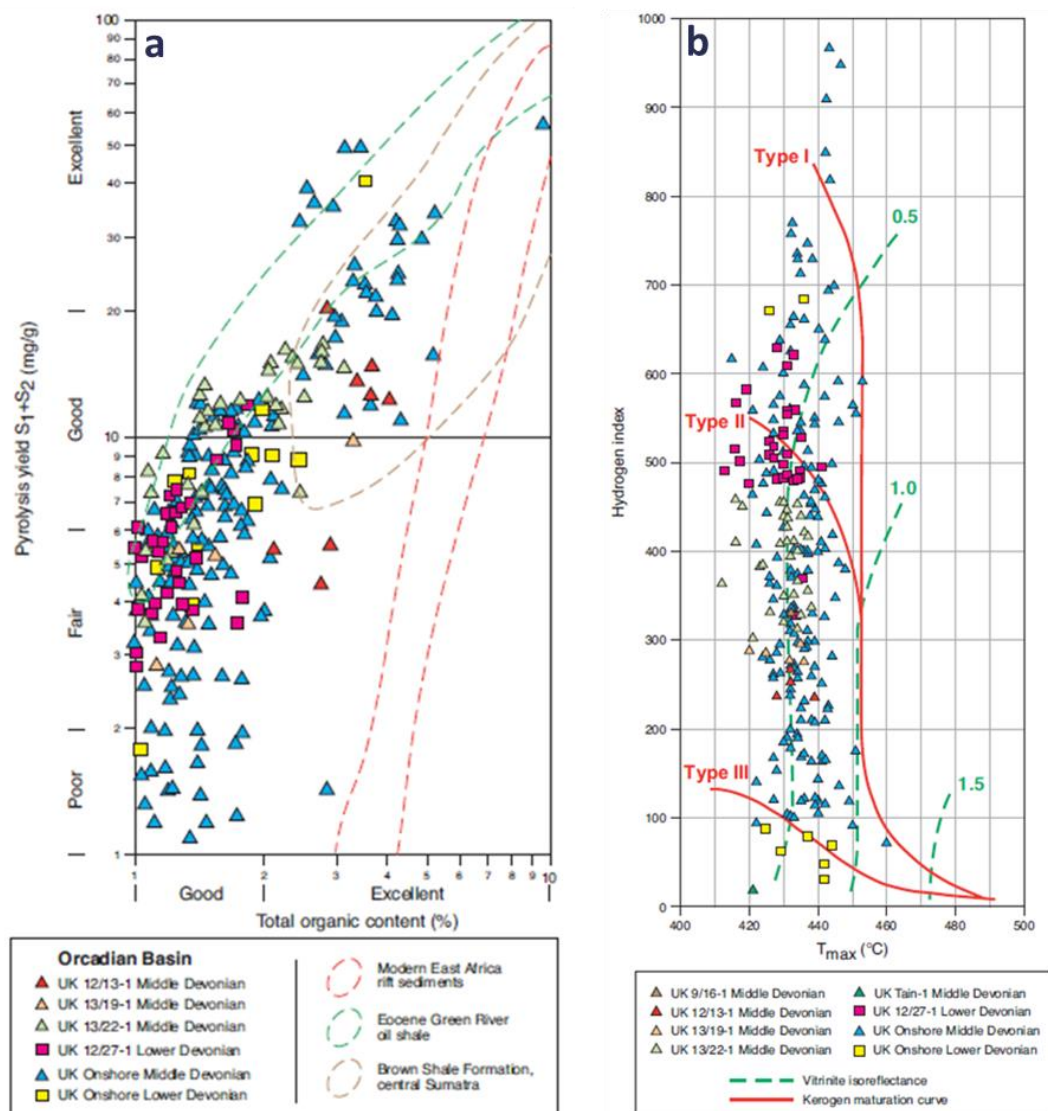 a
Pyrolysis yield S1+S2 (mg/g)
Excellent
Good
Fair
Poor
100
90
80
70
60
50
40
30
20
10
9
8
7
6
5
4
3
2
1
1
2
3
4
5
6
7
8
9
10
Good
Excellent
Total organic content (%)
Orcadian Basin
UK 12/13-1 Middle Devonian
UK 13/19-1 Middle Devonian
UK 13/22-1 Middle Devonian
UK 12/27-1 Lower Devonian
UK Onshore Middle Devonian
UK Onshore Lower Devonian
Modern East Africa
rift sediments
Eocene Green River
oil shale
Brown Shale Formation,
central Sumatra
b
Hydrogen index
1000
900
800
700
600
500
400
300
200
100
0
Type I
Type II
Type III
0.5
1.0
1.5
400
420
440
460
480
500
Tmax (°C)
UK 9/16-1 Middle Devonian
UK 12/13-1 Middle Devonian
UK 13/19-1 Middle Devonian
UK 13/22-1 Middle Devonian
UK Tain-1 Middle Devonian
UK 12/27-1 Lower Devonian
UK Onshore Middle Devonian
UK Onshore Lower Devonian
Vitrinite isoreflectance
Kerogen maturation curve